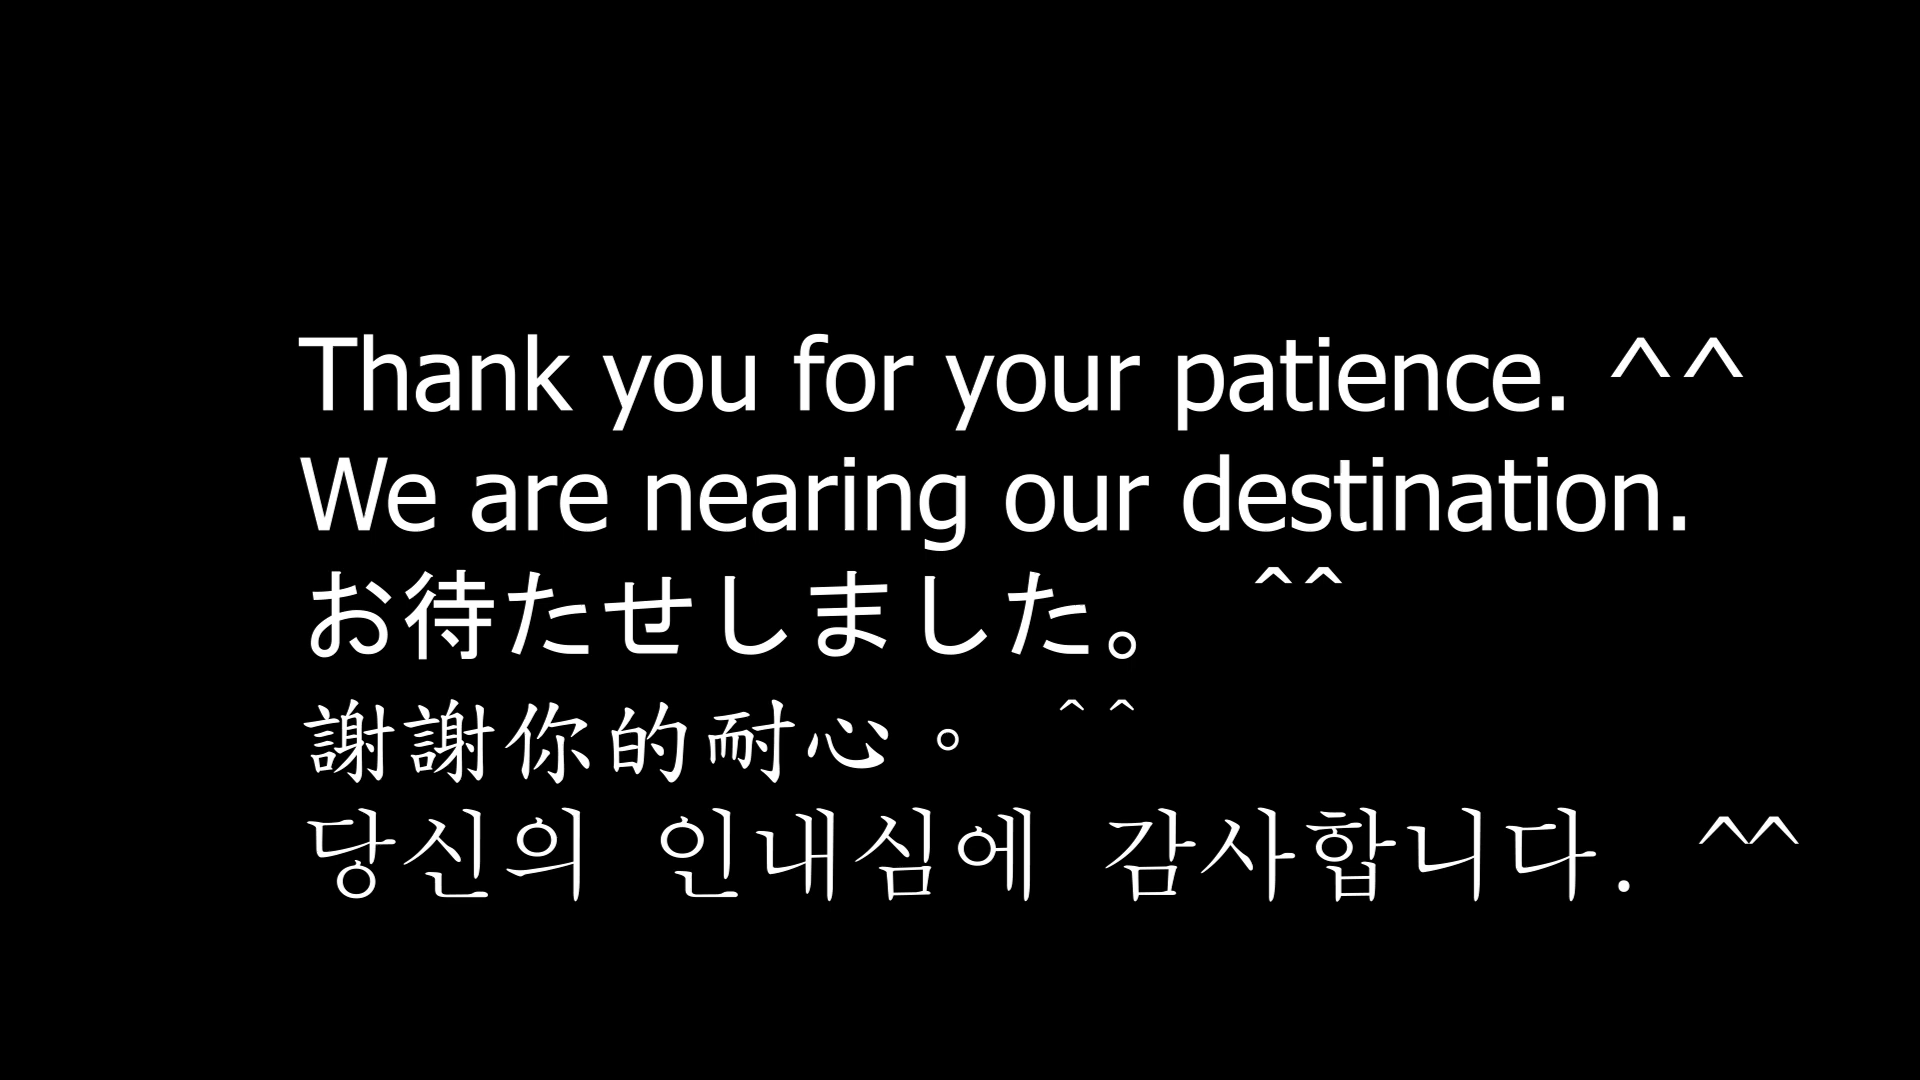 Thank you for your patience. ^^
We are nearing our destination.
お待たせしました。 ^^
謝謝你的耐心。 ^^
당신의 인내심에 감사합니다. ^^